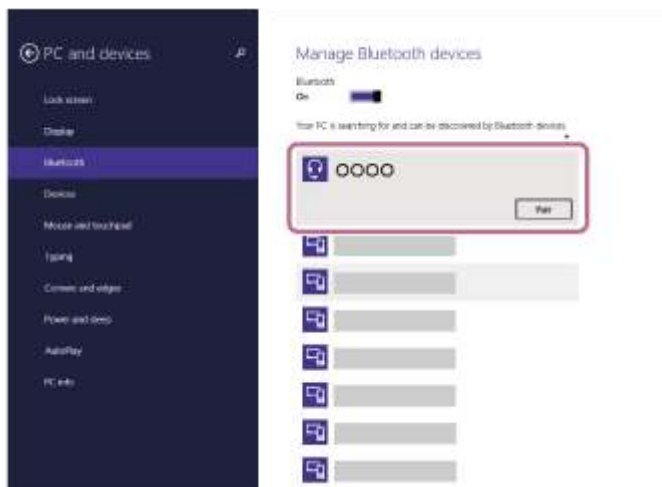 PC and devices
Lock screen
Display
Bluetooth
Devices
Mouse and touchpad
Typing
Corners and edges
Power and sleep
AutoPlay
PC info
Manage Bluetooth devices
Bluetooth
On
Your PC is searching for and can be discovered by Bluetooth devices
OOOO
Pair